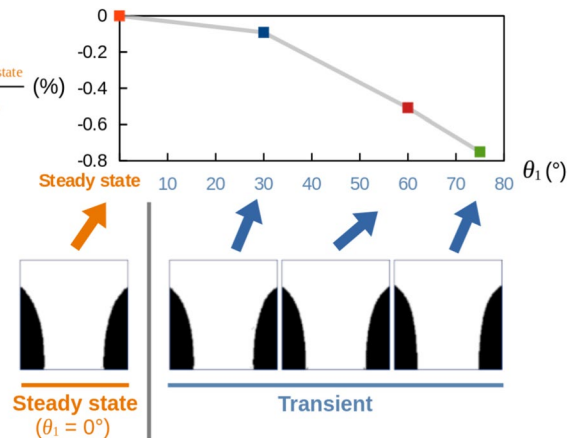 0
-0.2
state
(%)
-0.4
-0.6
-0.8
θ₁ (°)
Steady state 10 20 30 40 50 60 70 80
Steady state
(θ₁ = 0°)
Transient